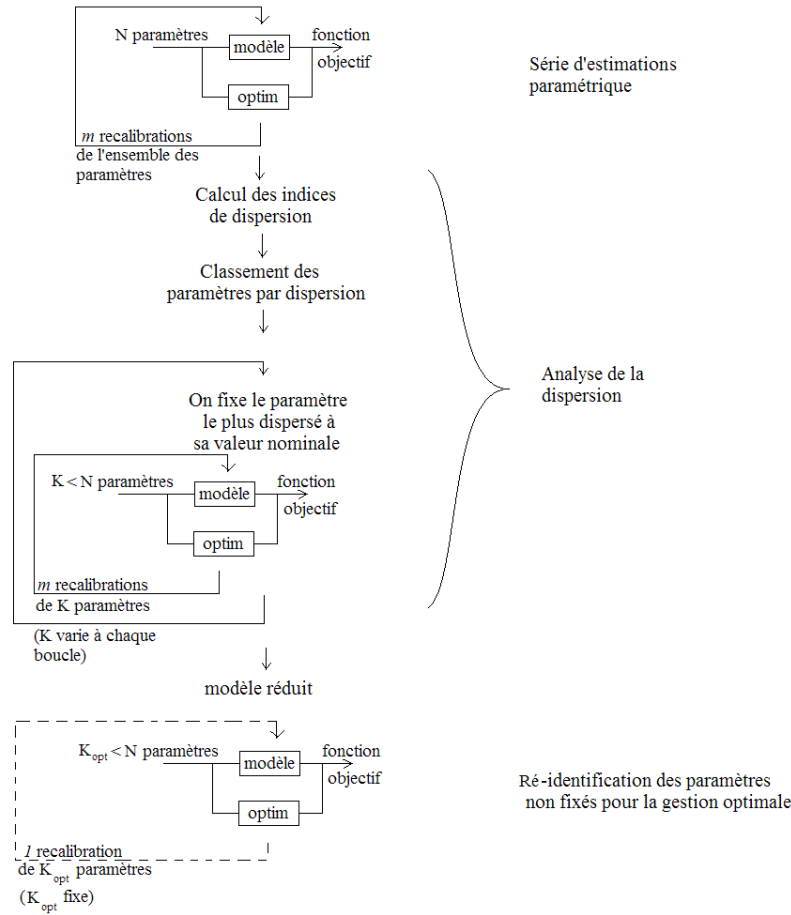 N paramètres
modèle
fonction
objectif
optim
m recalibrations
de l'ensemble des
paramètres
Série d'estimations
paramétrique
Calcul des indices
de dispersion
Classement des
paramètres par dispersion
On fixe le paramètre
le plus dispersé à
sa valeur nominale
K < N paramètres
modèle
fonction
objectif
optim
m recalibrations
de K paramètres
(K varie à chaque
boucle)
Analyse de la
dispersion
modèle réduit
Kopt < N paramètres
modèle
fonction
objectif
optim
1 recalibration
de Kopt paramètres
(Kopt fixe)
Ré-identification des paramètres
non fixés pour la gestion optimale